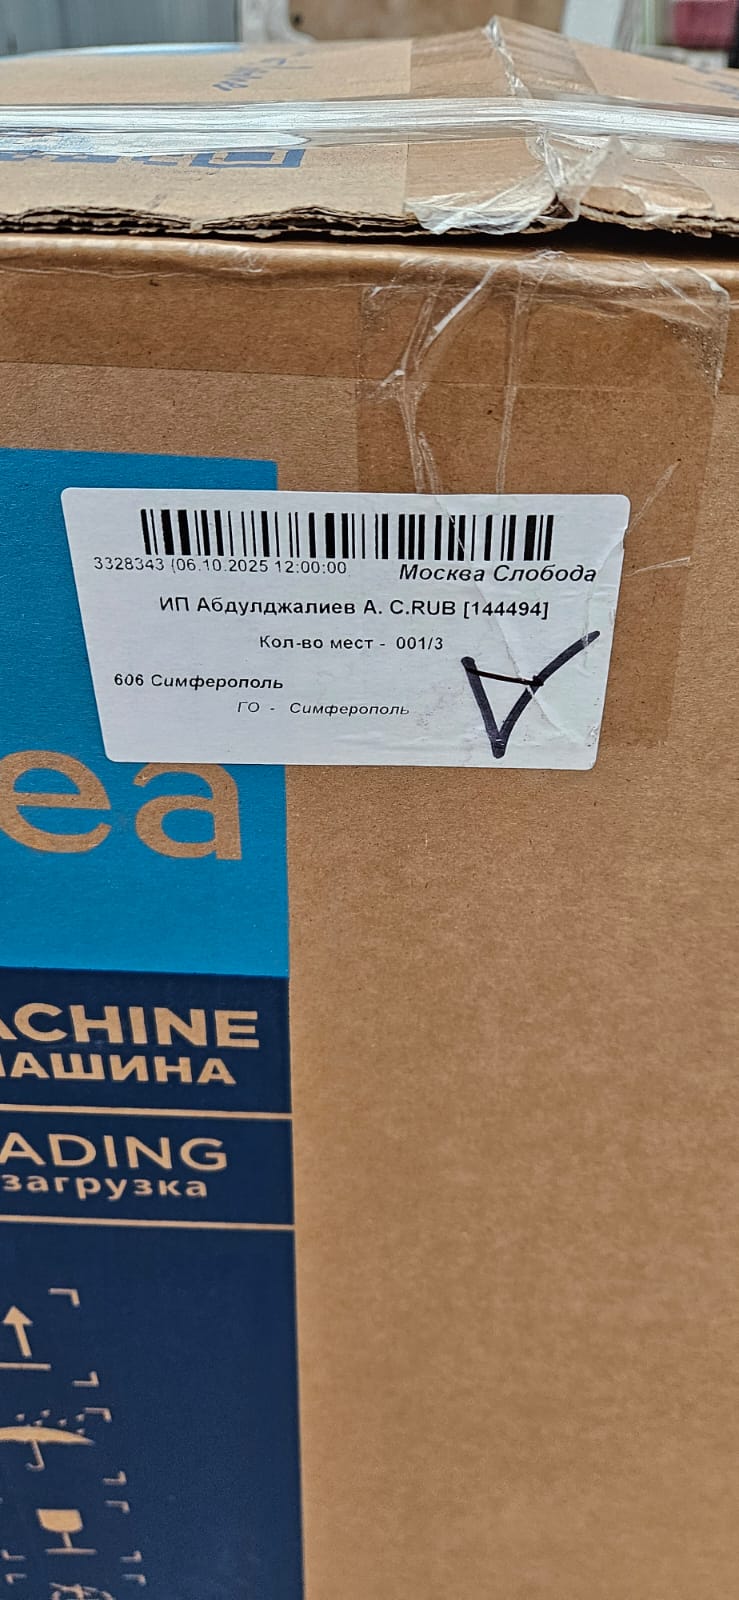 3328343 (06.10.2025 12:00:00
Москва Слобода
ИП Абдулджалиев А. С.RUB [144494]
Кол-во мест - 001/3
606 Симферополь
ГО - Симферополь
ea
ACHINE
МАШИНА
ADING
загрузка